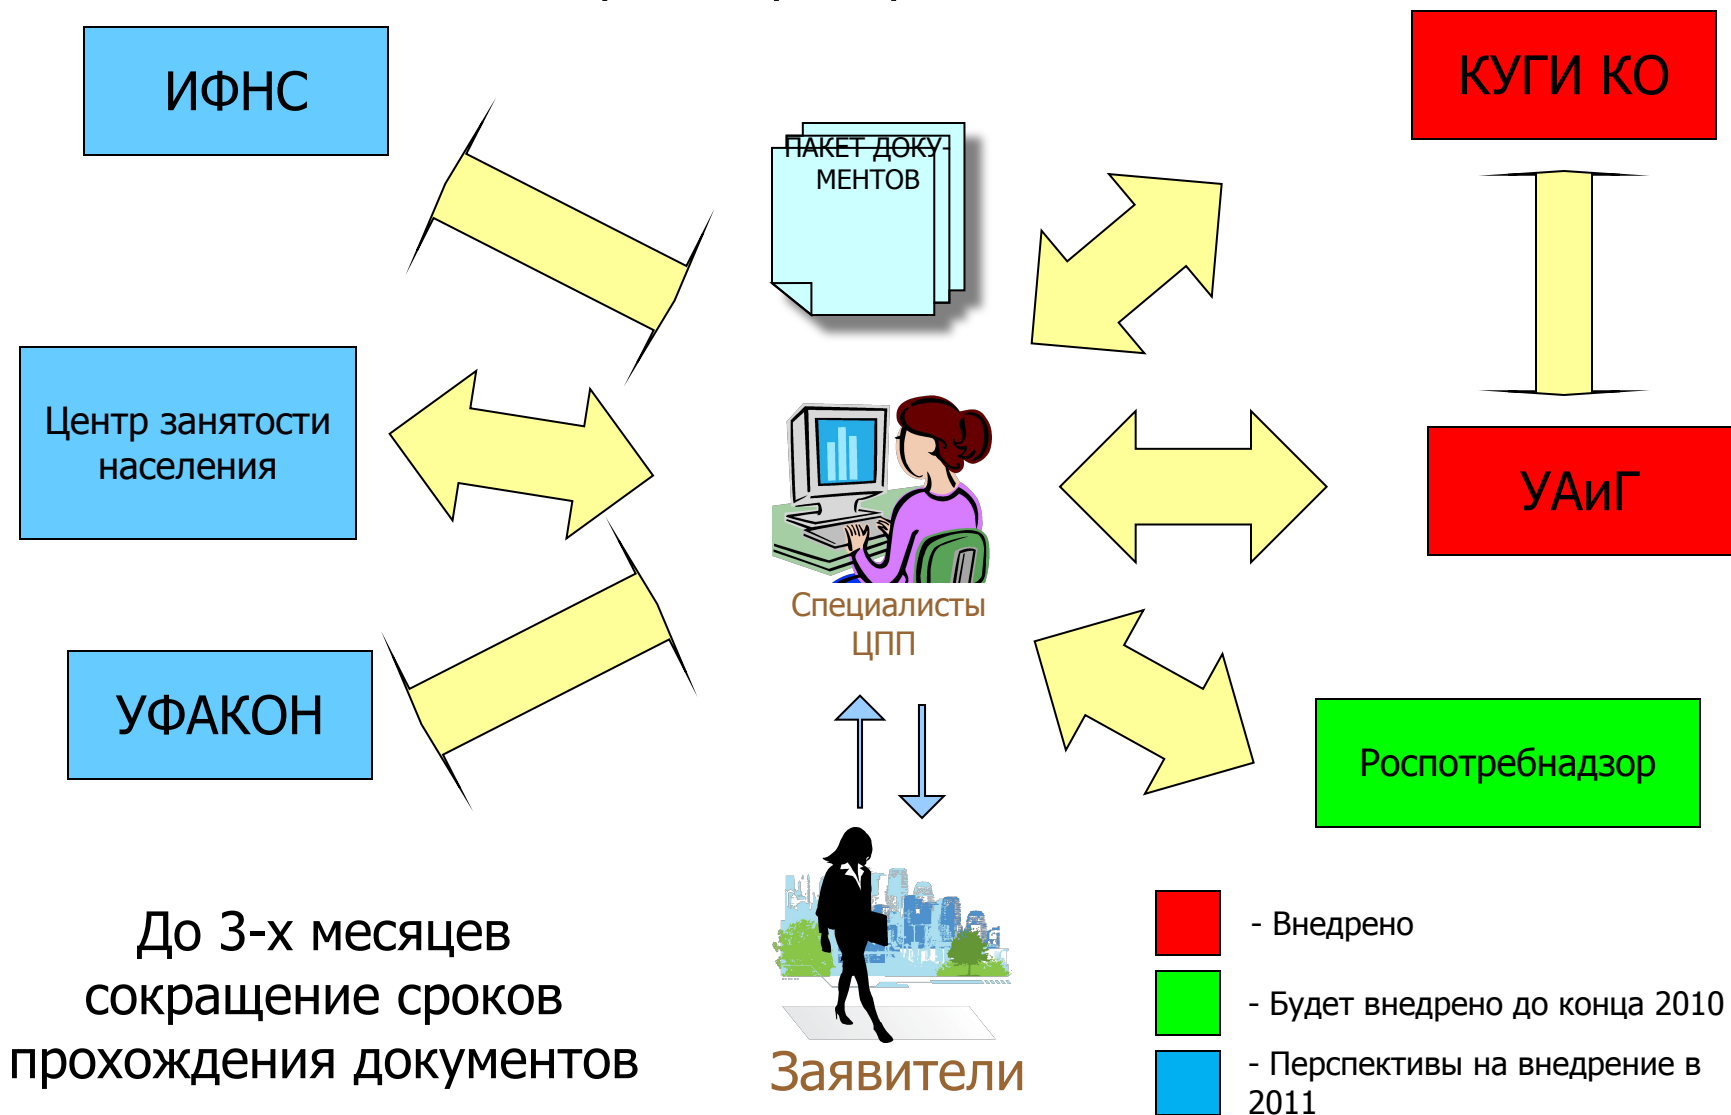 ИФНС
КУГИ КО
ПАКЕТ ДОКУ-
МЕНТОВ
Центр занятости
населения
УАиГ
Специалисты
ЦПП
УФАКОН
Роспотребнадзор
До 3-х месяцев
сокращение сроков
прохождения документов
Заявители
- Внедрено
- Будет внедрено до конца 2010
- Перспективы на внедрение в
2011